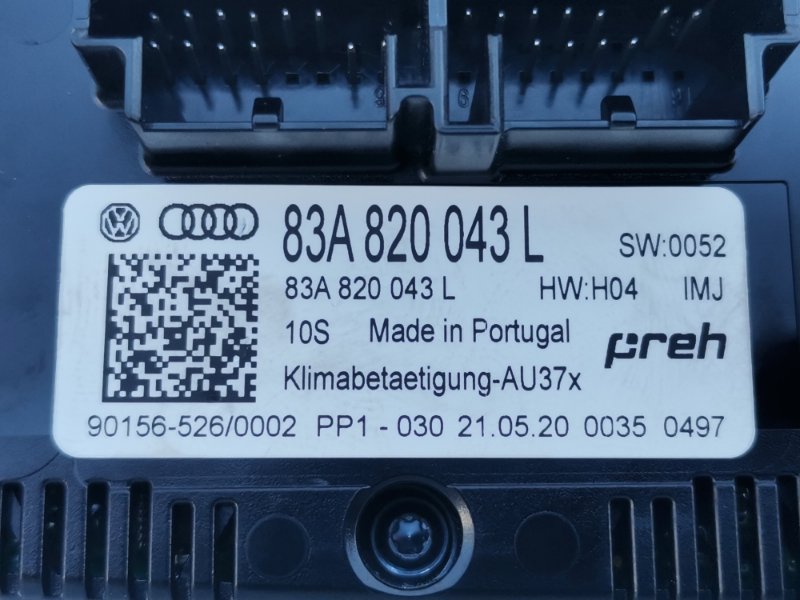 83A 820 043 L SW:0052
83A 820 043 L HW:H04 IMJ
10S Made in Portugal preh
Klimabetaetigung-AU37x
90156-526/0002 PP1 - 030 21.05.20 0035 0497